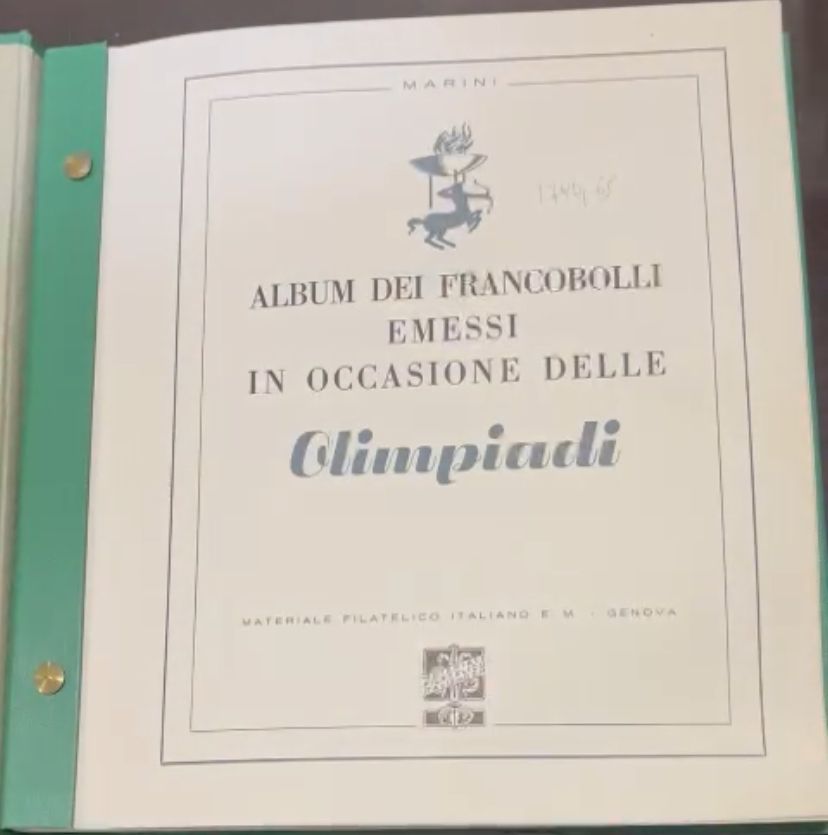 MARINI
ALBUM DEI FRANCOBOLLI
EMESSI
IN OCCASIONE DELLE
Olimpiadi
MATERIALE FILATELICO ITALIANO E. M. - GENOVA